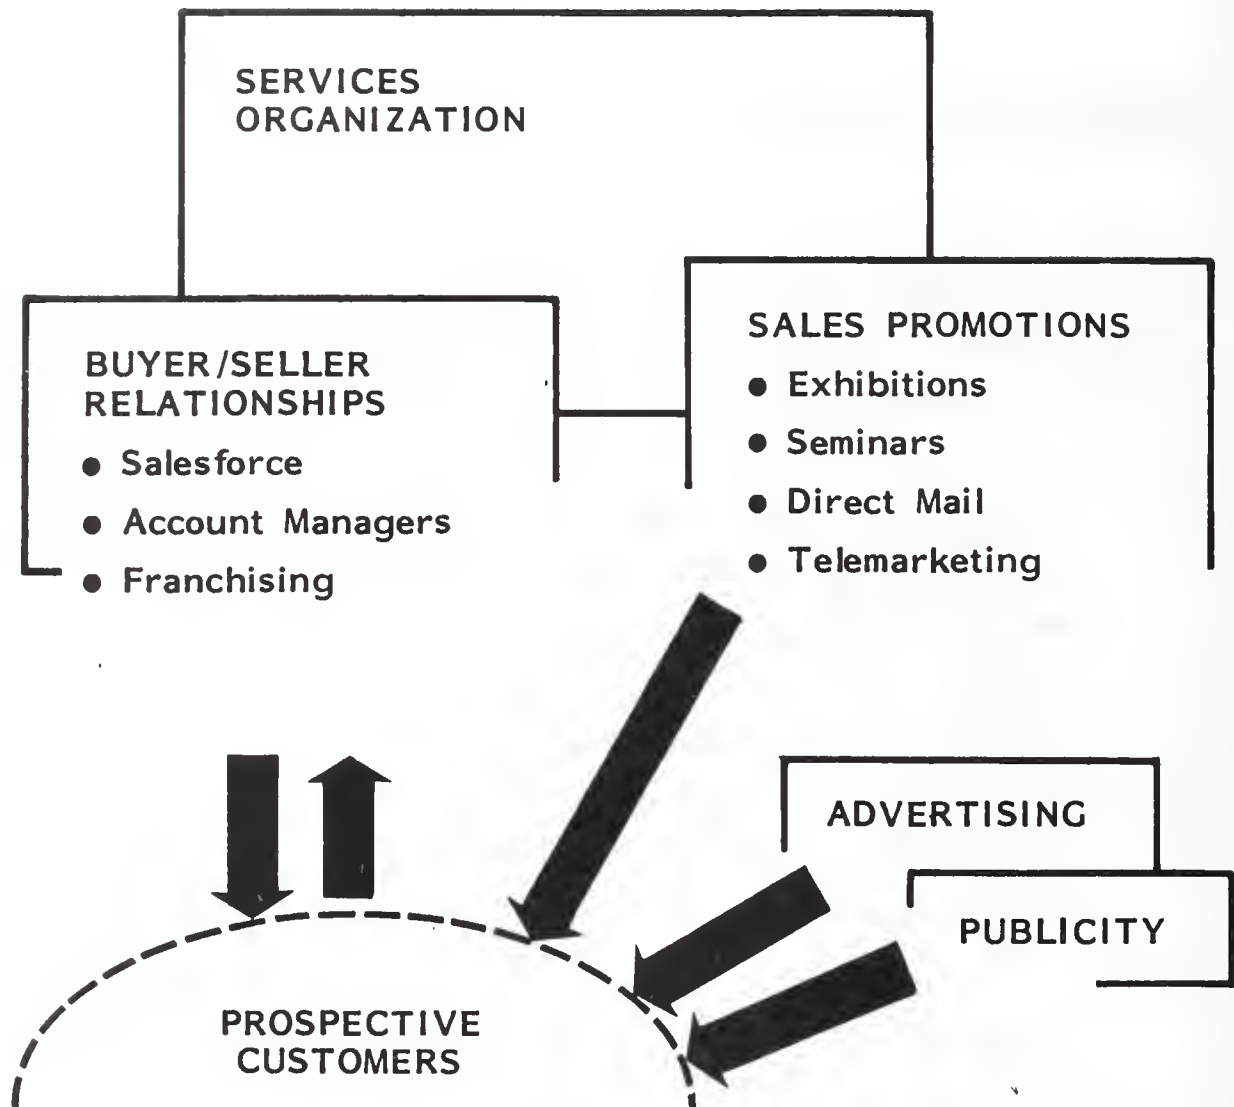 SERVICES
ORGANIZATION
BUYER/SELLER
RELATIONSHIPS
● Salesforce
● Account Managers
● Franchising
SALES PROMOTIONS
● Exhibitions
● Seminars
● Direct Mail
● Telemarketing
ADVERTISING
PUBLICITY
PROSPECTIVE
CUSTOMERS